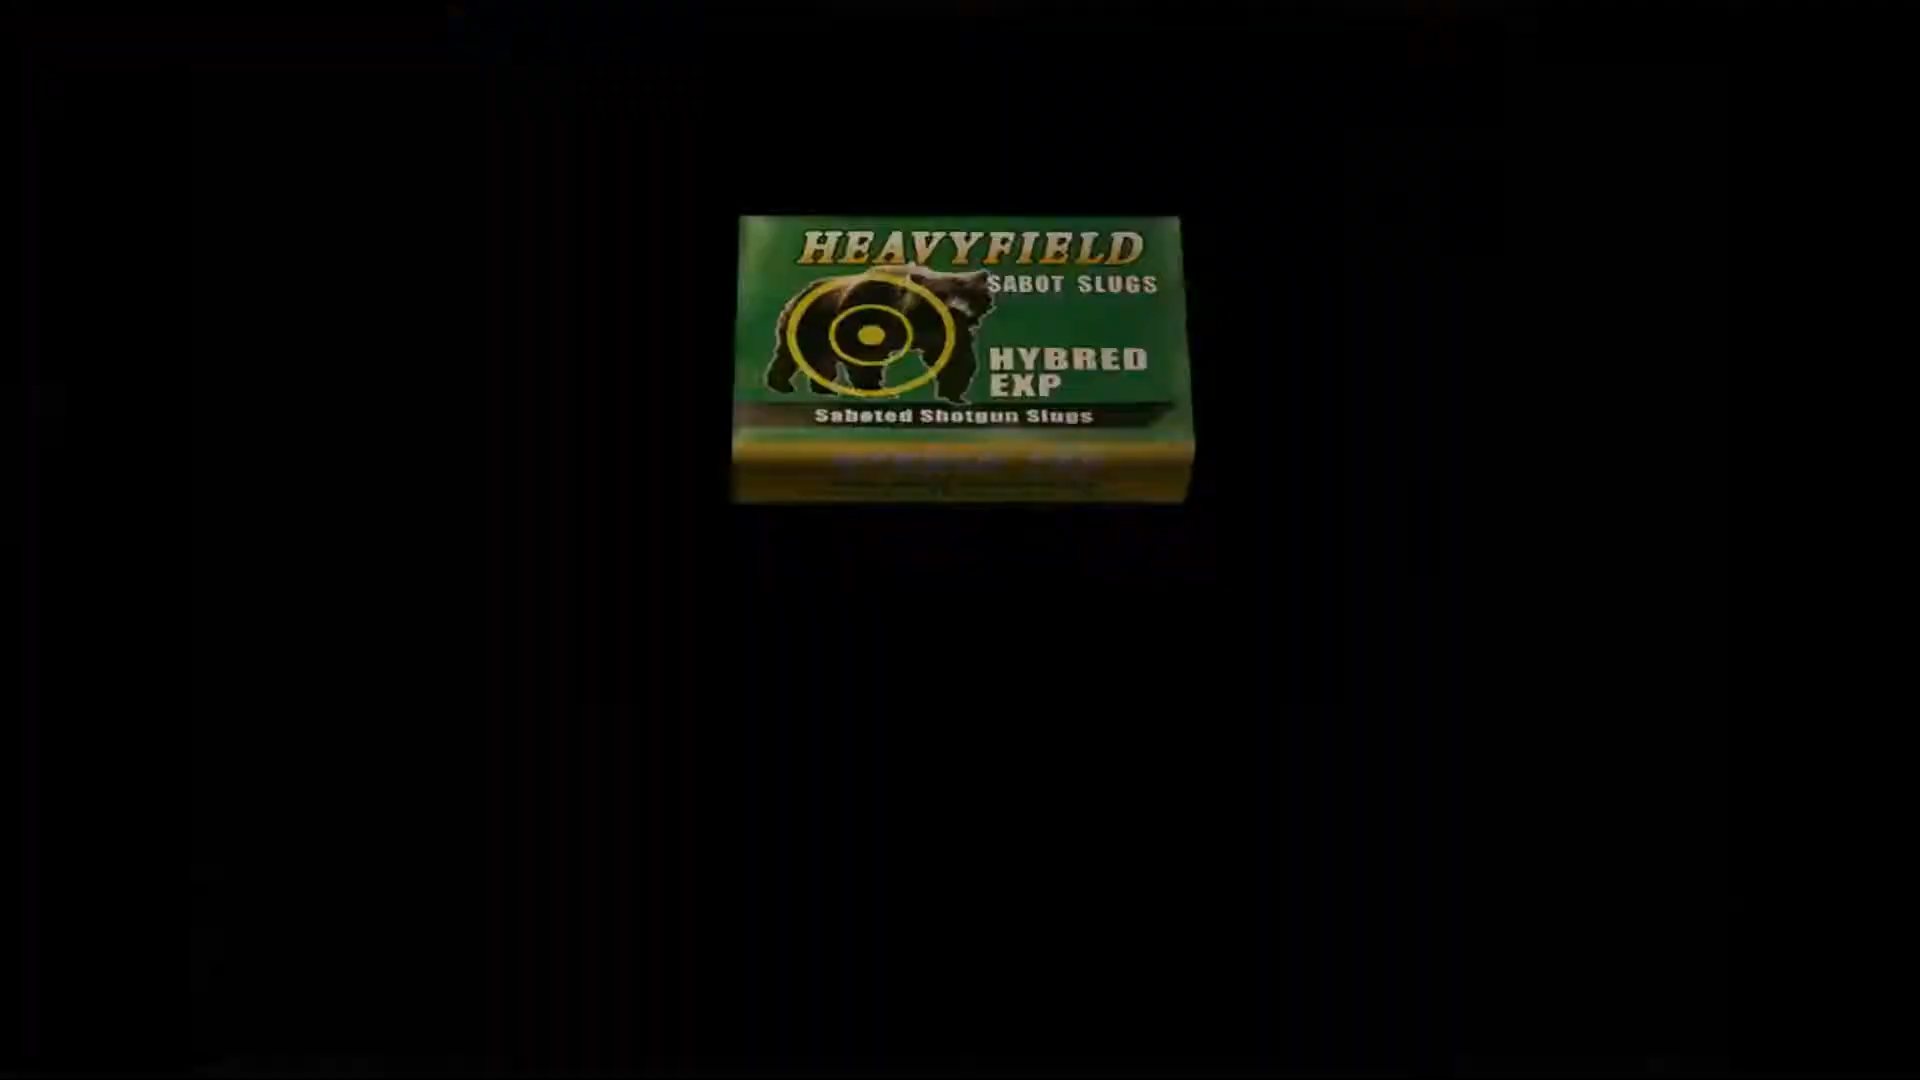 HEAVYFIELD
SABOT SLUGS
HYBRED
EXP
Saboted Shotgun Slugs